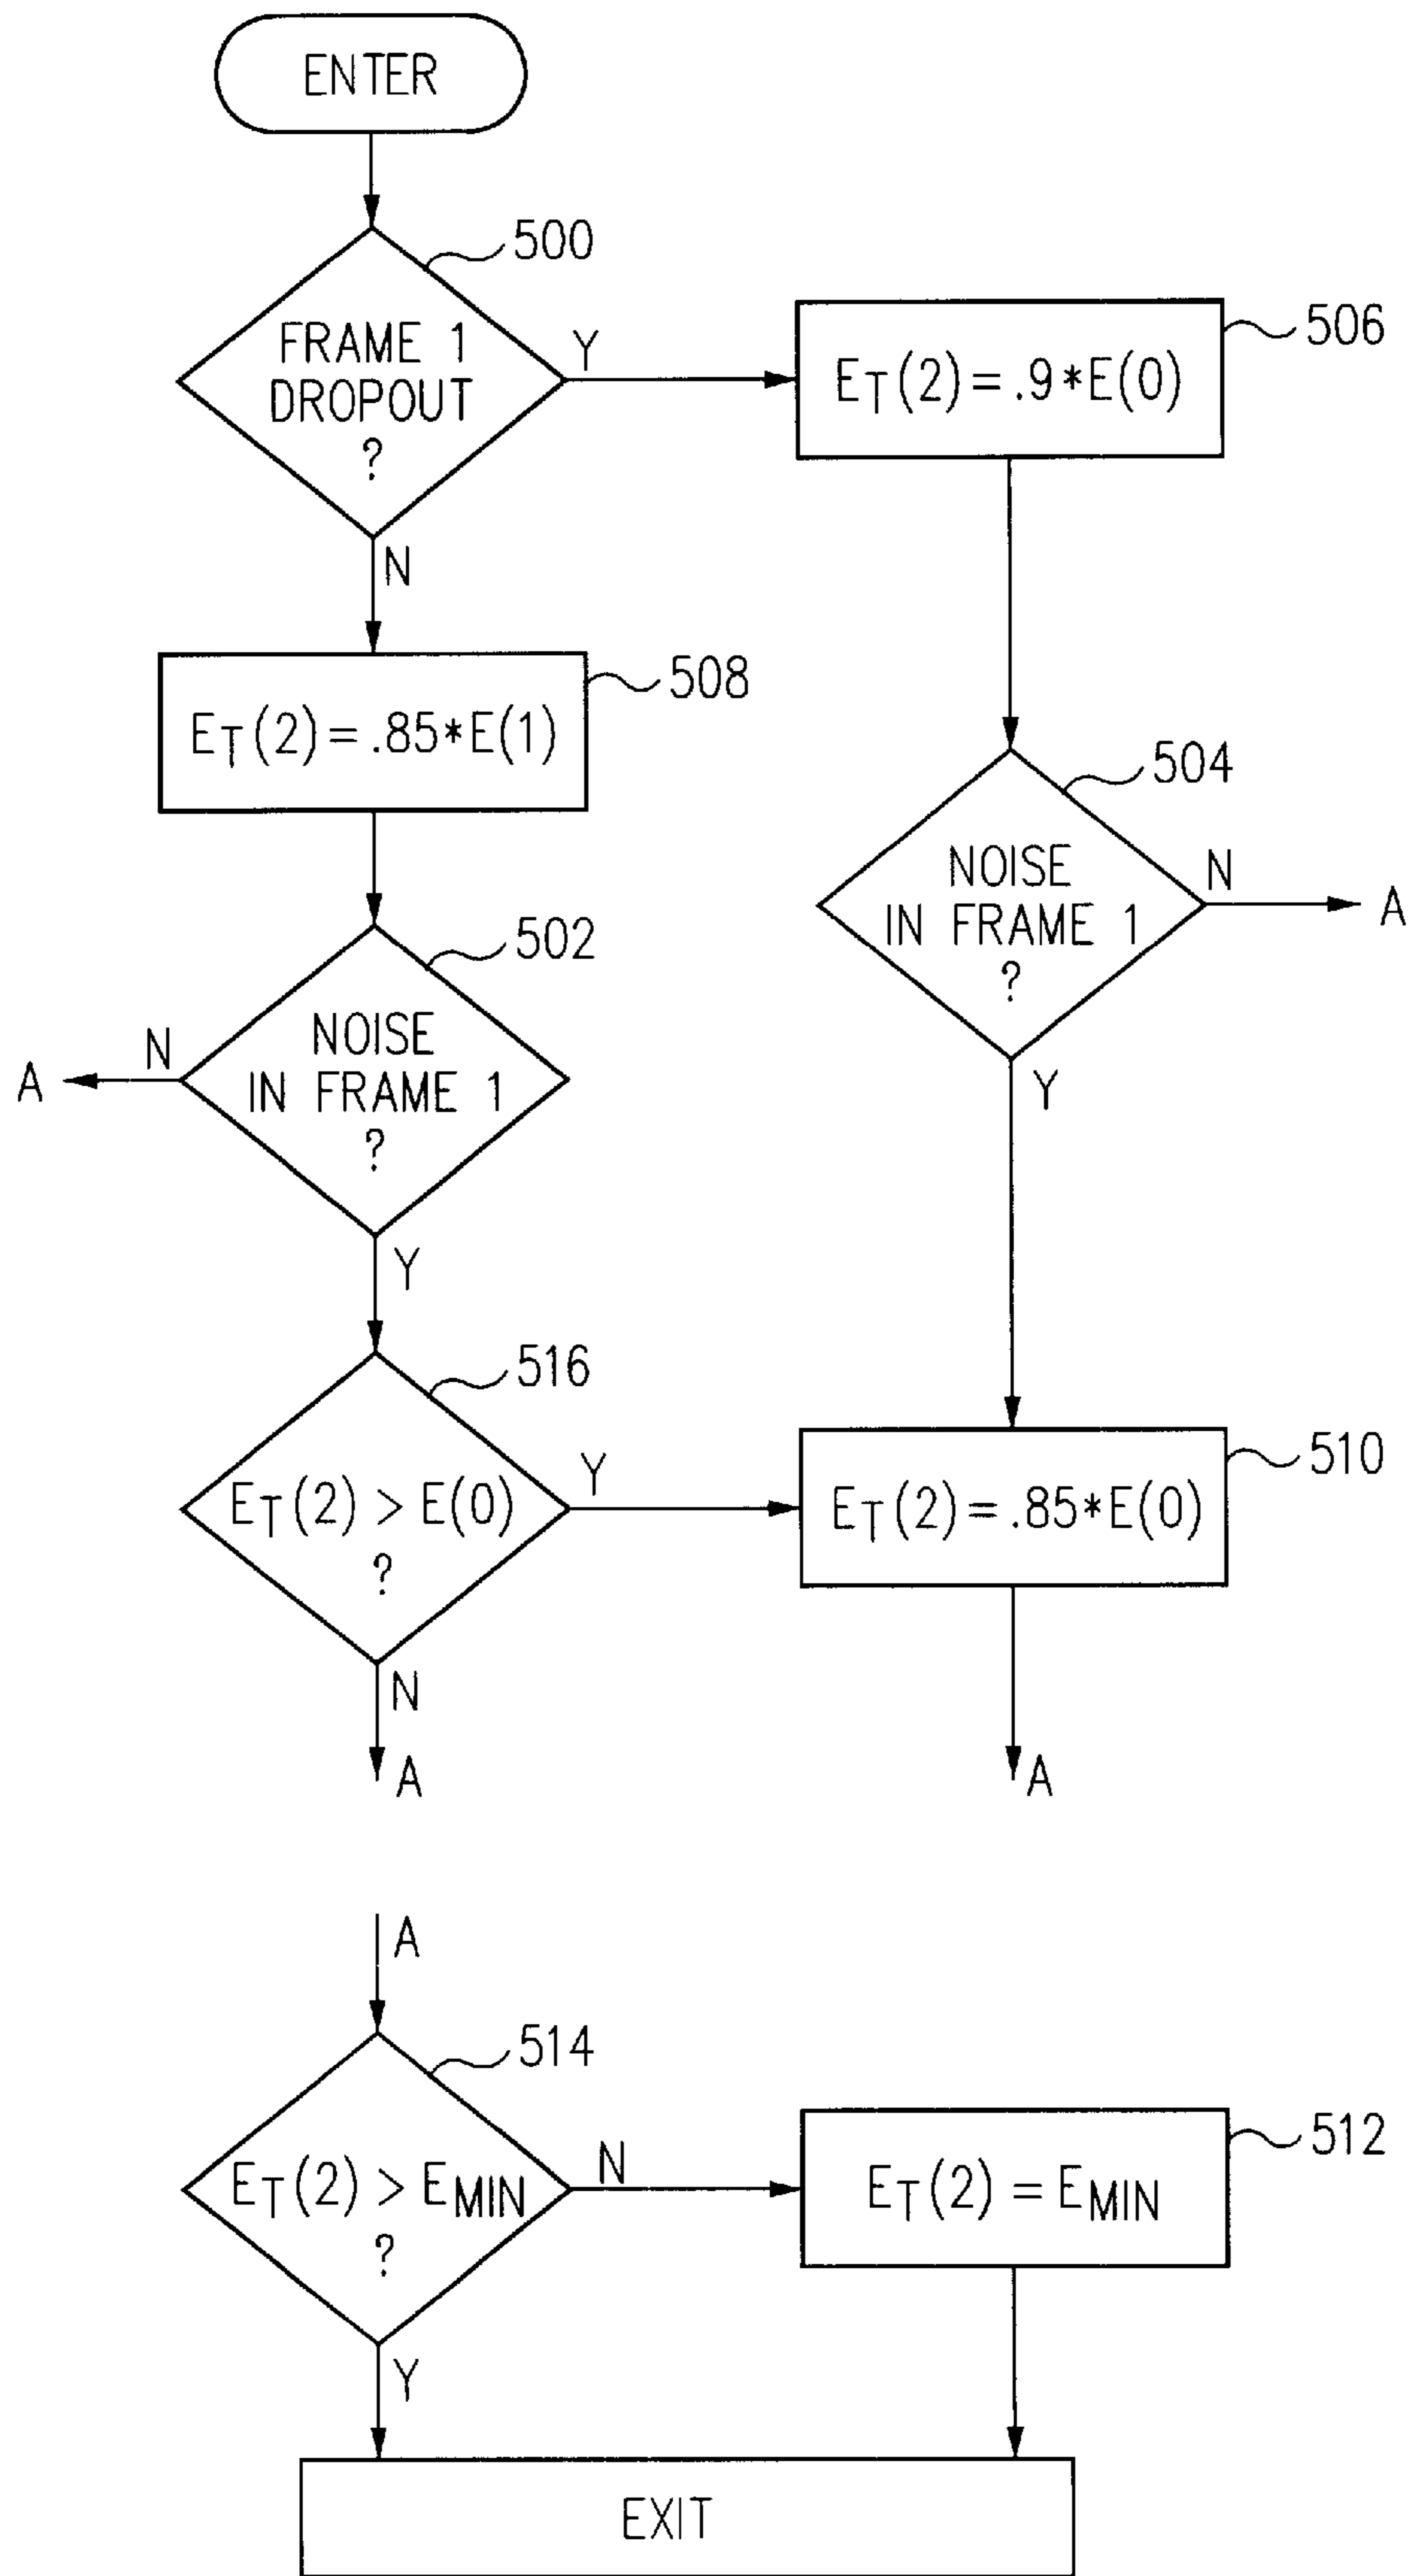 ENTER
500
FRAME 1
DROPOUT
?
Y
N
506
E_T(2)=.9*E(0)
508
E_T(2)=.85*E(1)
504
NOISE
IN FRAME 1
?
N
A
Y
502
NOISE
IN FRAME 1
?
N
A
Y
516
E_T(2) > E(0)
?
Y
N
A
510
E_T(2)=.85*E(0)
A
A
514
E_T(2) > E_MIN
?
N
Y
512
E_T(2) = E_MIN
EXIT